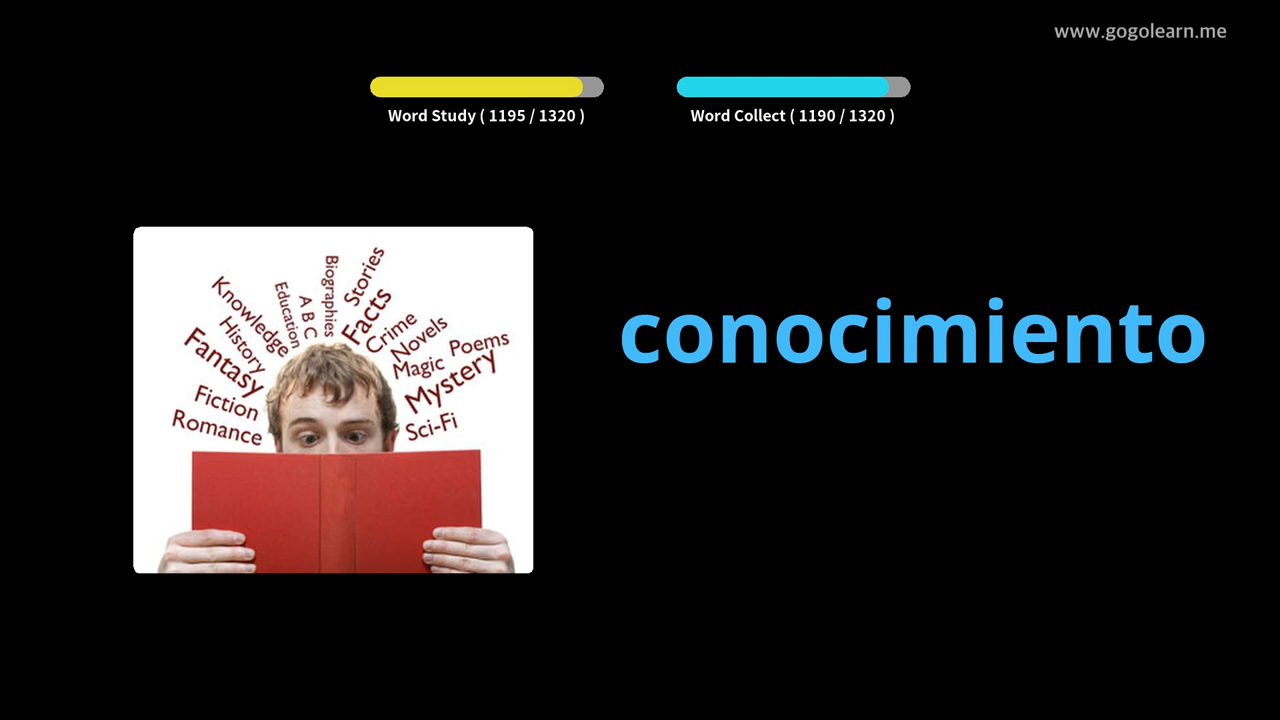 www.gogolearn.me
Word Study ( 1195 / 1320 )
Word Collect ( 1190 / 1320 )
conocimiento
Romance
Fiction
Fantasy
History
Knowledge
Education
A B C
Biographies
Stories
Facts
Crime
Novels
Magic
Poems
Mystery
Sci-Fi